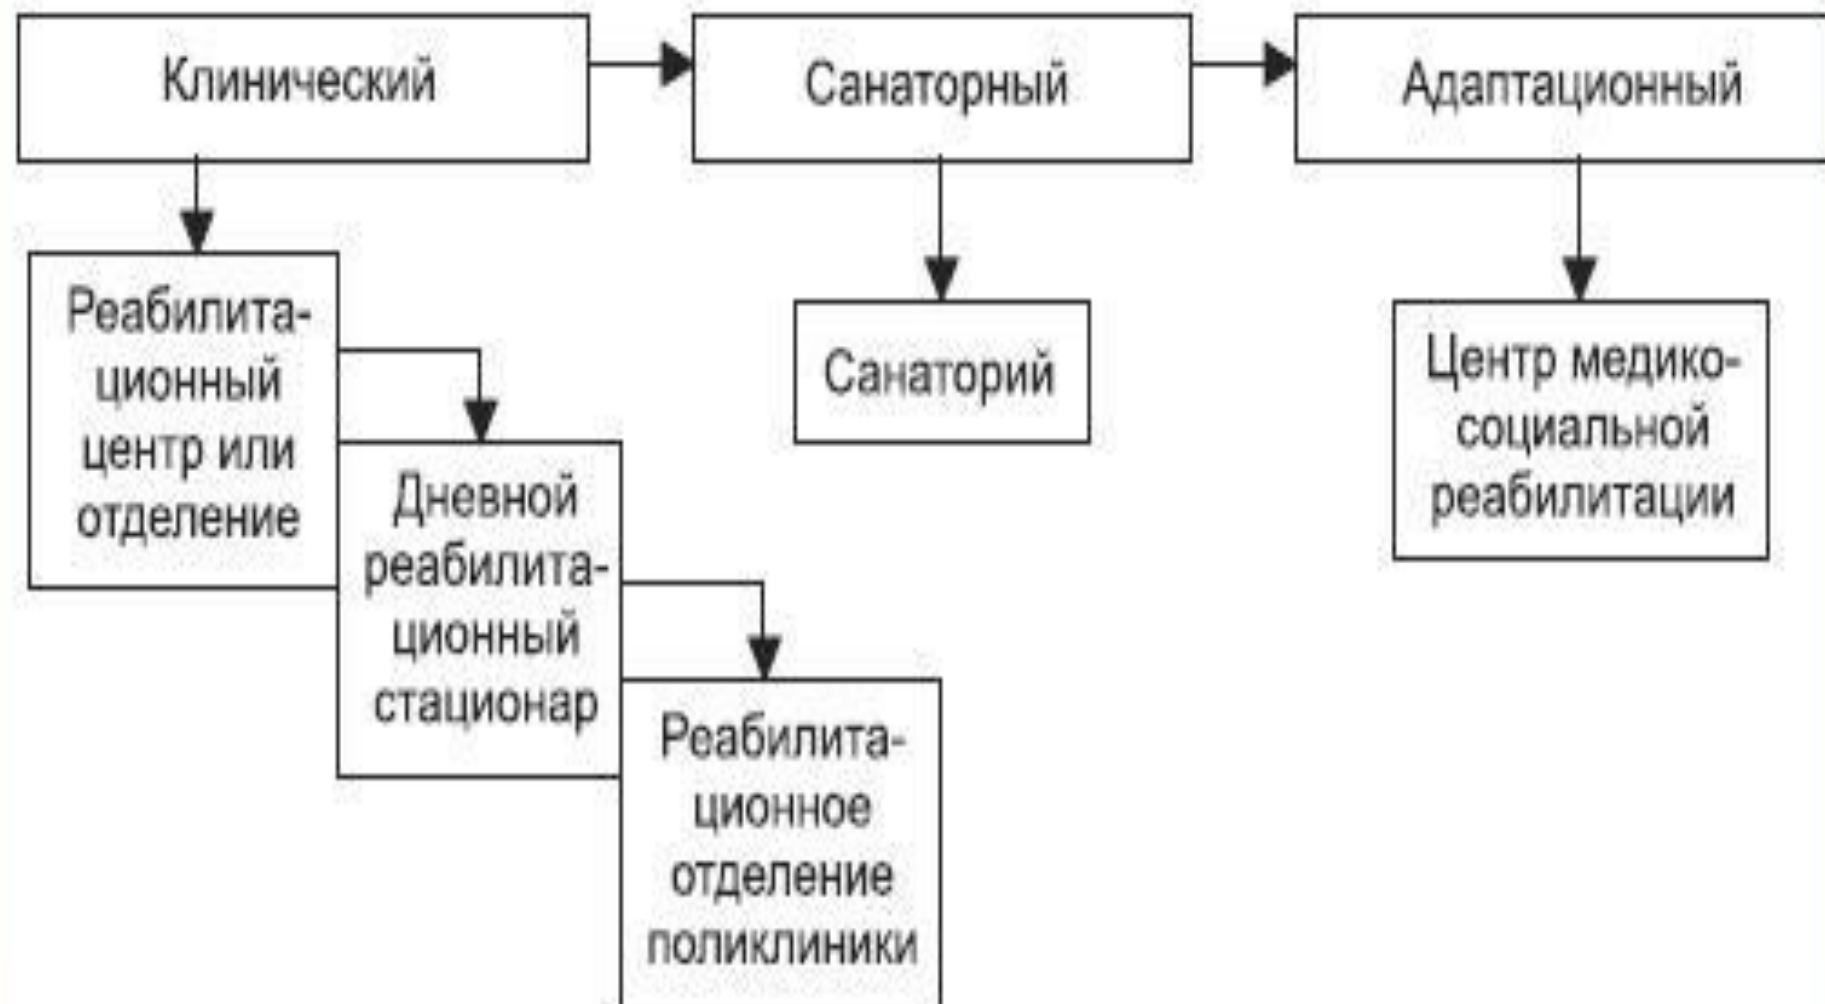 Клинический
Санаторный
Адаптационный
Реабилита-
ционный
центр или
отделение
Дневной
реабилита-
ционный
стационар
Реабилита-
ционное
отделение
поликлиники
Санаторий
Центр медико-
социальной
реабилитации